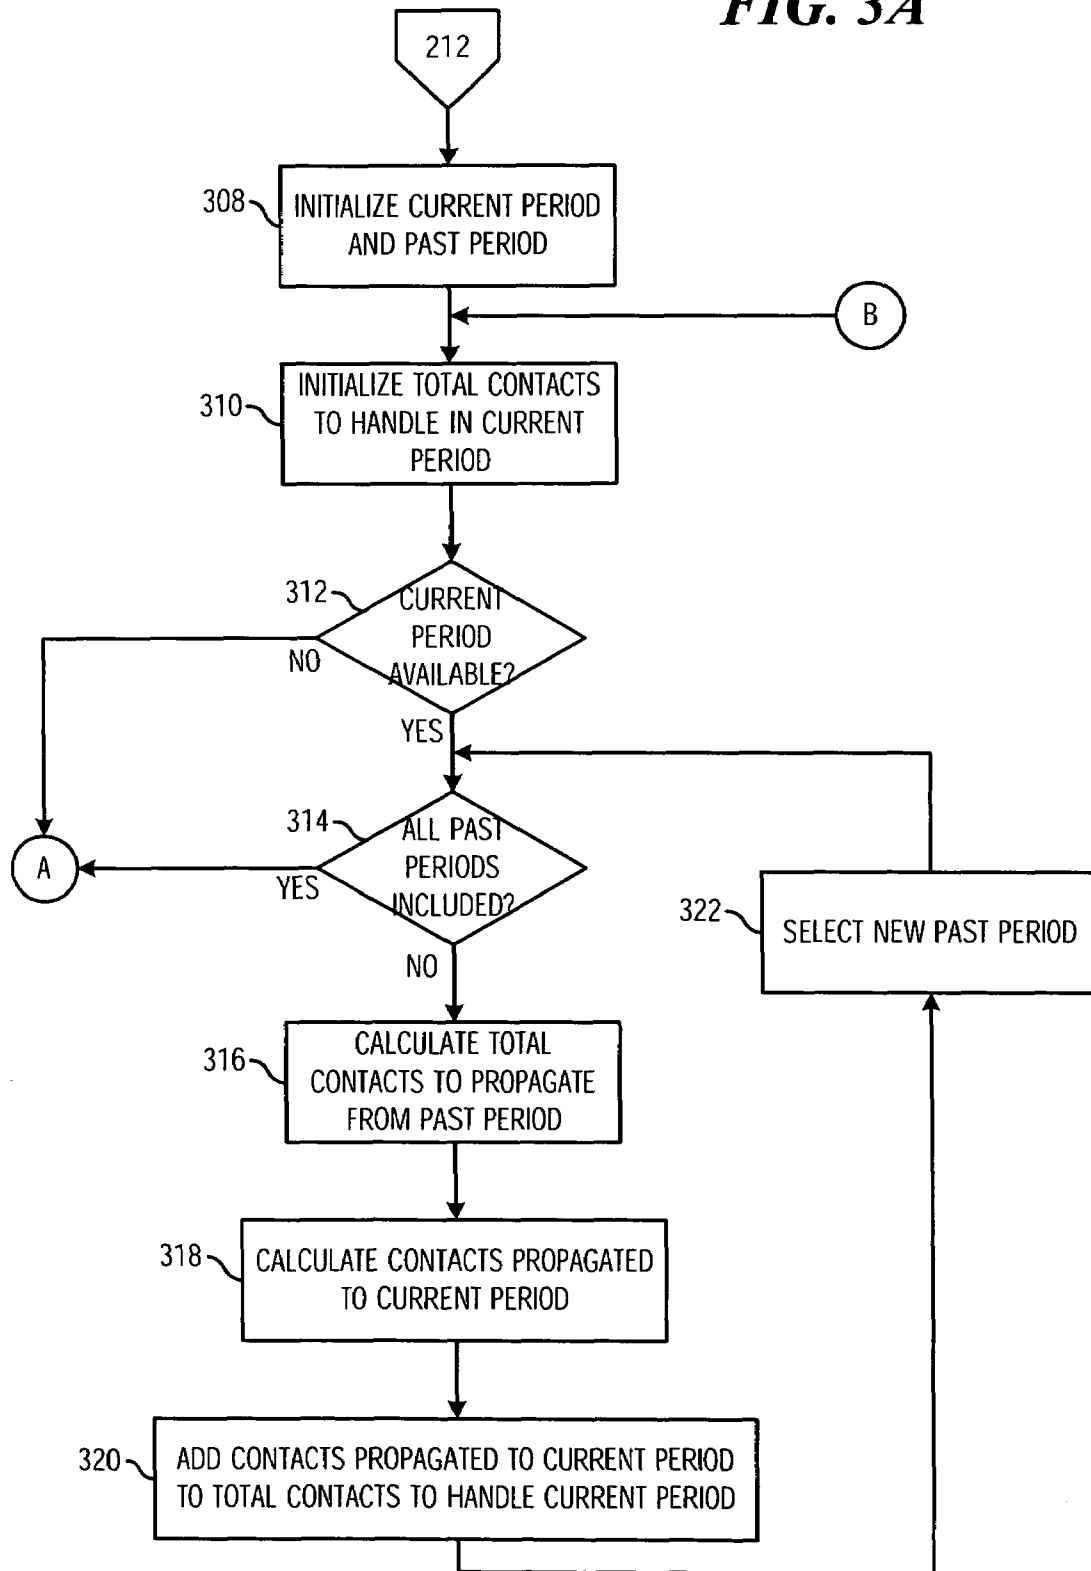 FIG. 3A
212
308
INITIALIZE CURRENT PERIOD
AND PAST PERIOD
B
310
INITIALIZE TOTAL CONTACTS
TO HANDLE IN CURRENT
PERIOD
312
CURRENT
PERIOD
AVAILABLE?
NO
YES
314
ALL PAST
PERIODS
INCLUDED?
A
YES
NO
322
SELECT NEW PAST PERIOD
316
CALCULATE TOTAL
CONTACTS TO PROPAGATE
FROM PAST PERIOD
318
CALCULATE CONTACTS PROPAGATED
TO CURRENT PERIOD
320
ADD CONTACTS PROPAGATED TO CURRENT PERIOD
TO TOTAL CONTACTS TO HANDLE CURRENT PERIOD